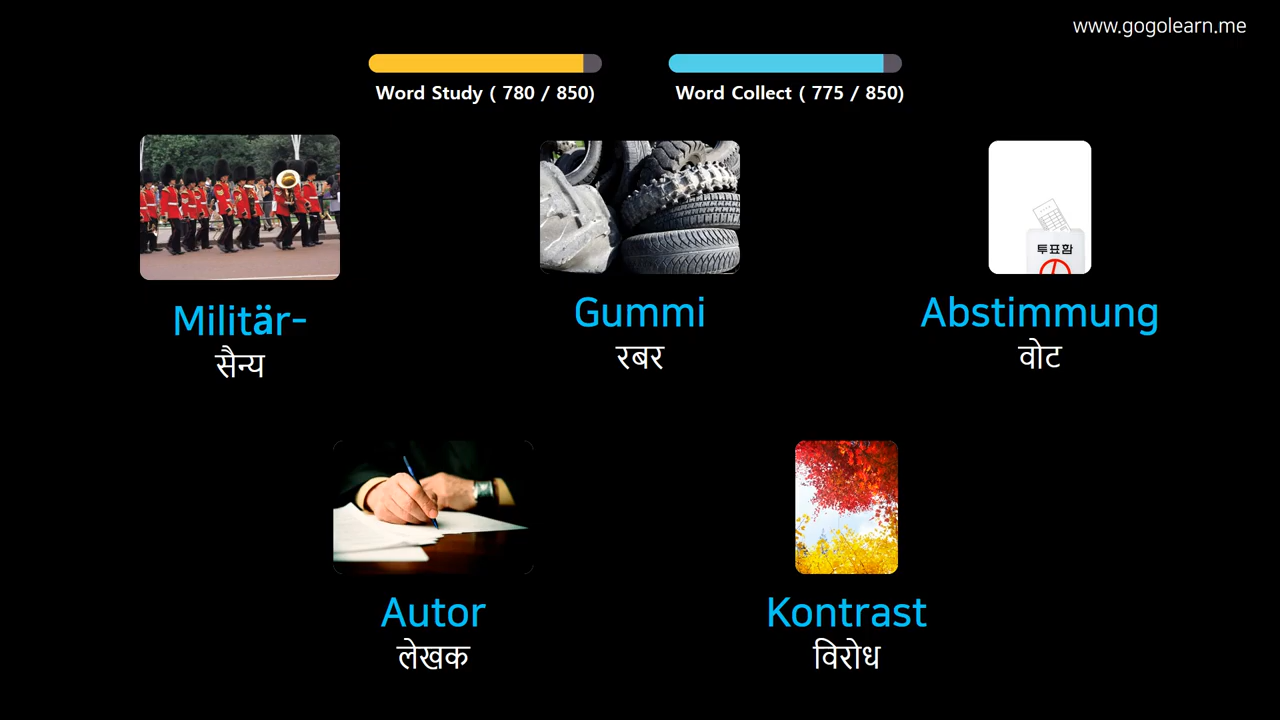 www.gogolearn.me
Word Study ( 780 / 850)
Word Collect ( 775 / 850)
투표함
Militär-
सैन्य
Gummi
रबर
Abstimmung
वोट
Autor
लेखक
Kontrast
विरोध